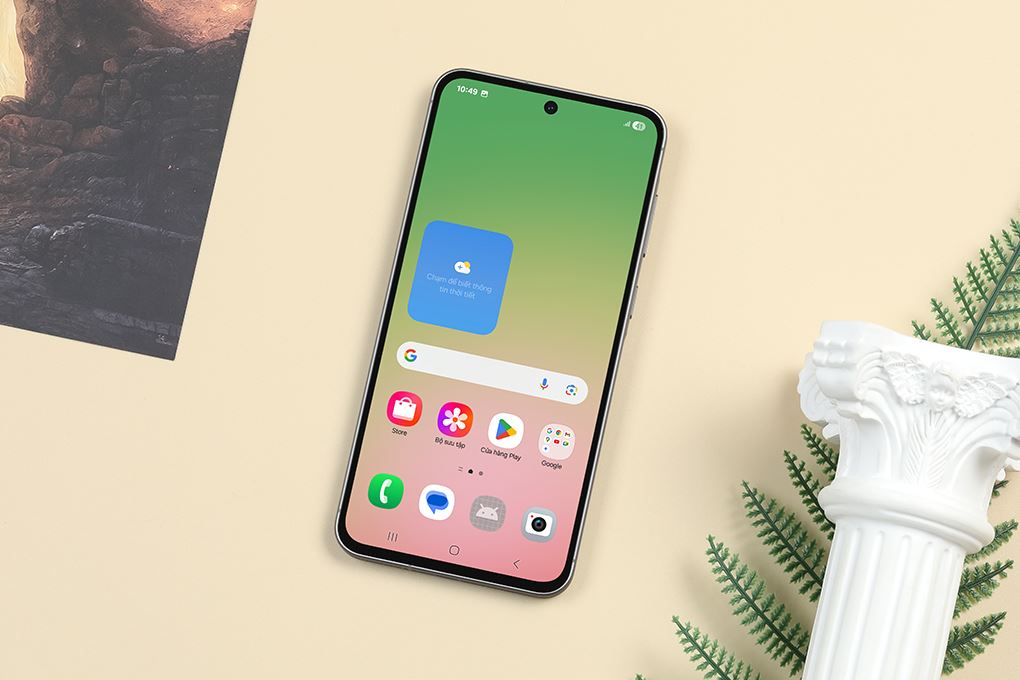 10:49
41
Chạm để biết thông
tin thời tiết
G
Store
Bộ sưu tập
Cửa hàng Play
Google